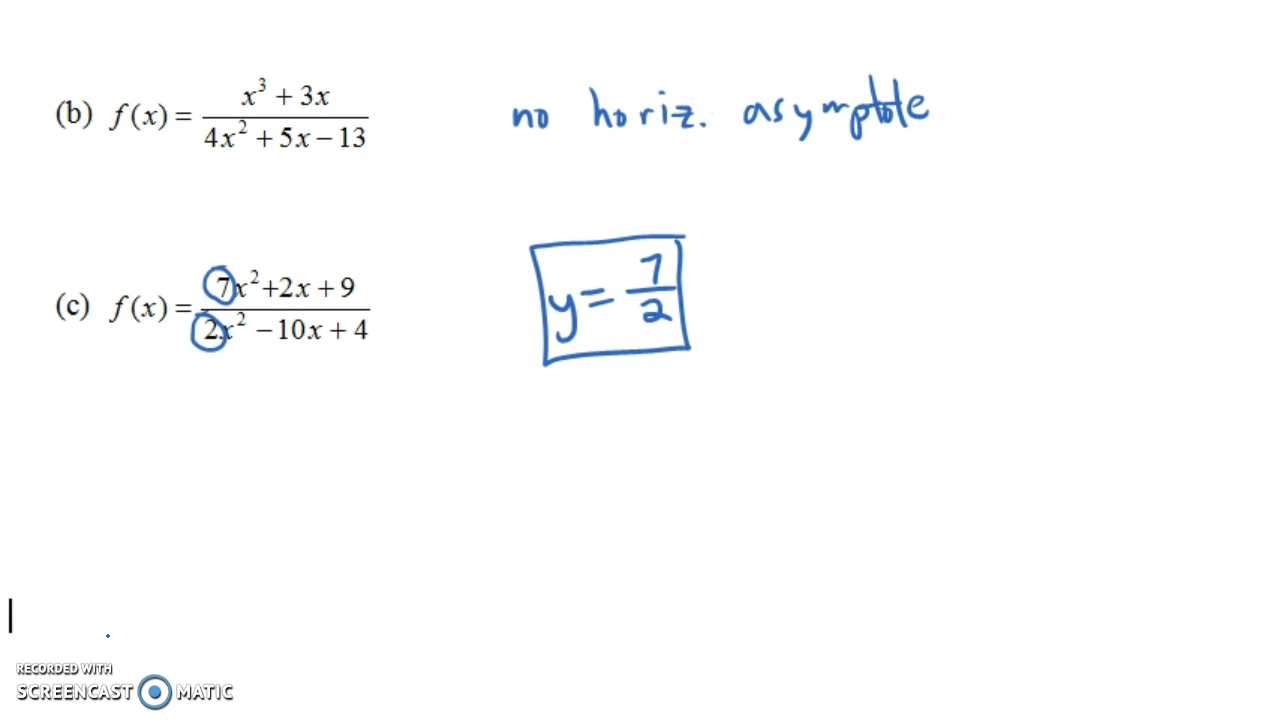 (b) f(x) = (x³ + 3x) / (4x² + 5x − 13) no horiz. asymptote
(c) f(x) = (7x² + 2x + 9) / (2x² − 10x + 4) y = 7/2
RECORDED WITH
SCREENCAST MATIC